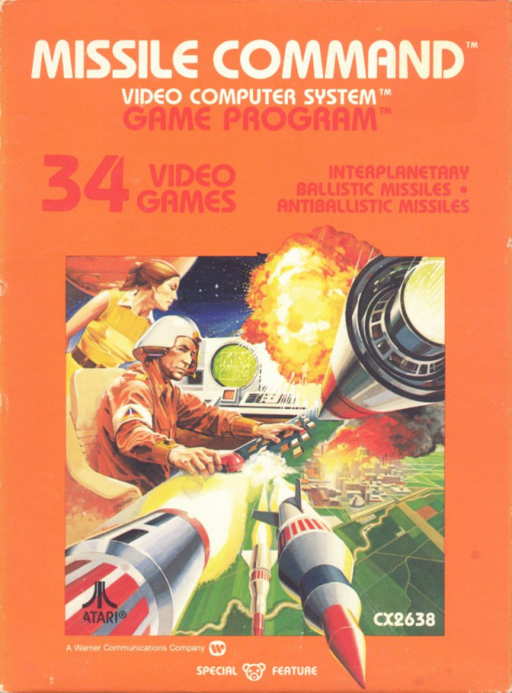 MISSILE COMMAND™
VIDEO COMPUTER SYSTEM™
GAME PROGRAM™
34 VIDEO GAMES
INTERPLANETARY
BALLISTIC MISSILES •
ANTIBALLISTIC MISSILES
ATARI®
CX2638
A Warner Communications Company
SPECIAL FEATURE